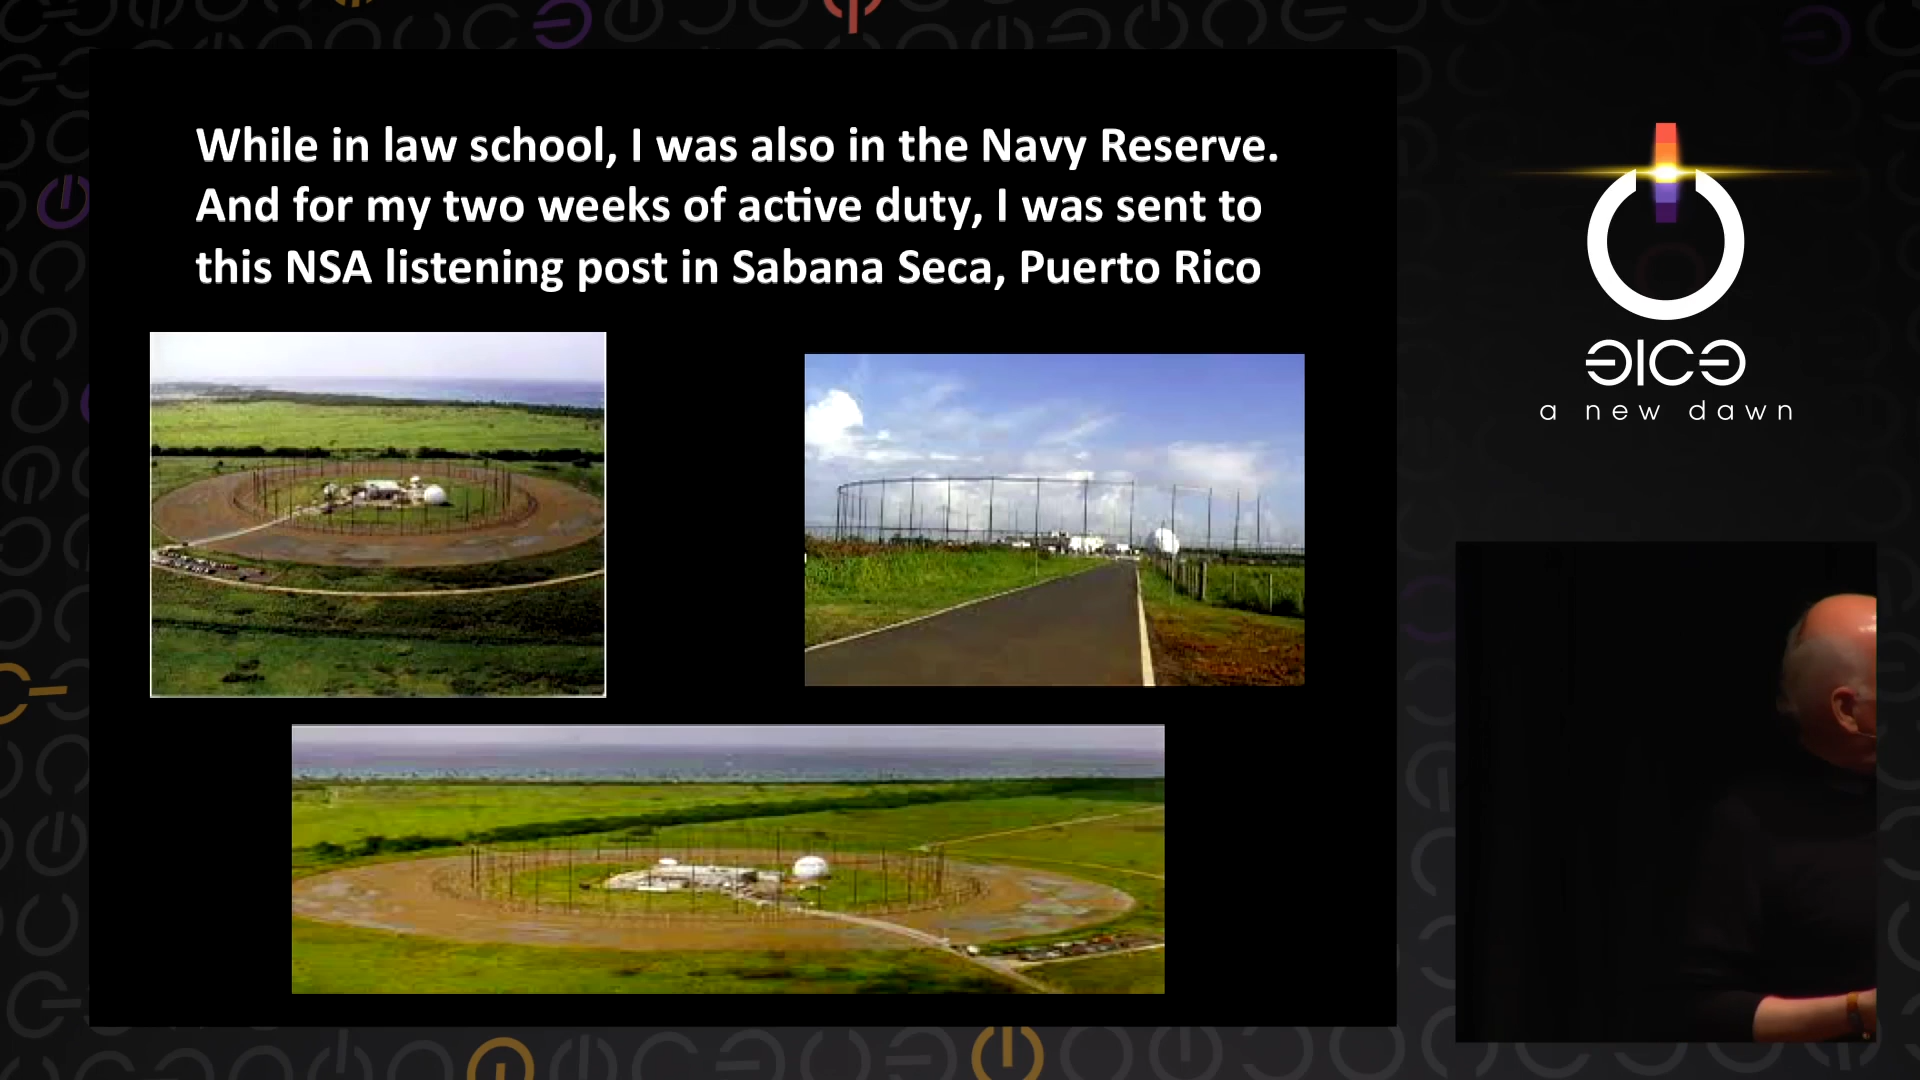 While in law school, I was also in the Navy Reserve.
And for my two weeks of active duty, I was sent to
this NSA listening post in Sabana Seca, Puerto Rico
a new dawn